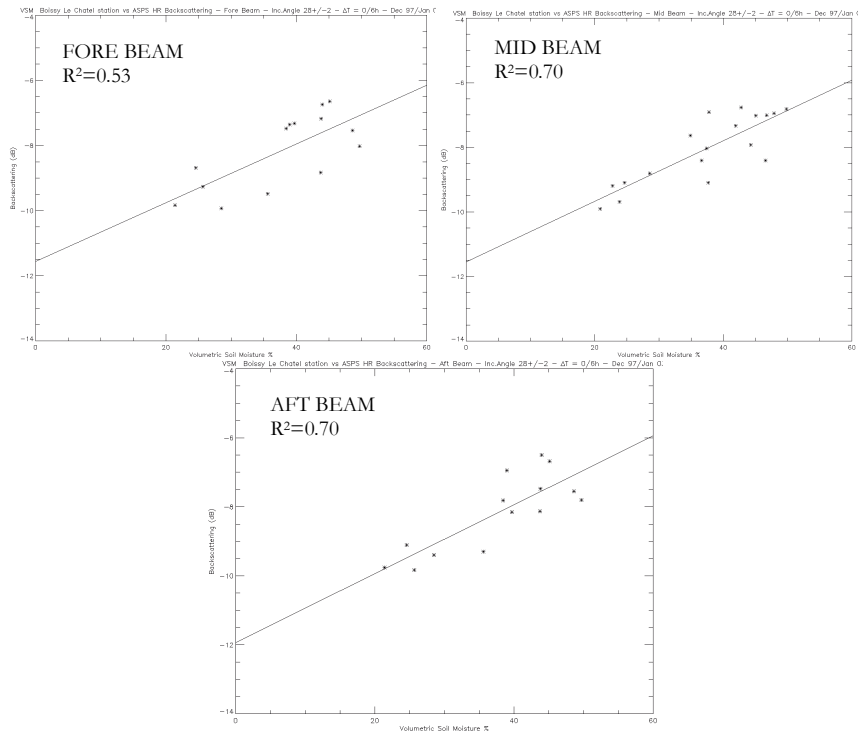 VSM Boissy Le Chatel station vs ASPS HR Backscattering – Fore Beam – Inc.Angle 28+/−2 – ΔT = 0/6h – Dec 97/Jan
FORE BEAM
R²=0.53
−4
−6
−8
−10
−12
−14
Backscattering (dB)
0
20
40
60
Volumetric Soil Moisture %
VSM Boissy Le Chatel station vs ASPS HR Backscattering – Mid Beam – Inc.Angle 28+/−2 – ΔT = 0/6h – Dec 97/Jan
MID BEAM
R²=0.70
−4
−6
−8
−10
−12
−14
Backscattering (dB)
0
20
40
60
Volumetric Soil Moisture %
VSM Boissy Le Chatel station vs ASPS HR Backscattering – Aft Beam – Inc.Angle 28+/−2 – ΔT = 0/6h – Dec 97/Jan
AFT BEAM
R²=0.70
−4
−6
−8
−10
−12
−14
Backscattering (dB)
0
20
40
60
Volumetric Soil Moisture %